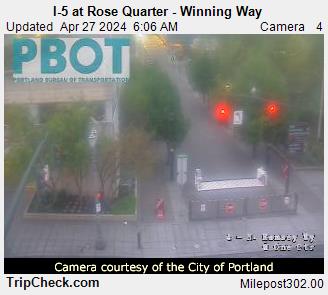 I-5 at Rose Quarter - Winning Way
Updated Apr 27 2024 6:06 AM Camera 4
PBOT
PORTLAND BUREAU OF TRANSPORTATION
Camera courtesy of the City of Portland
TripCheck.com Milepost302.00